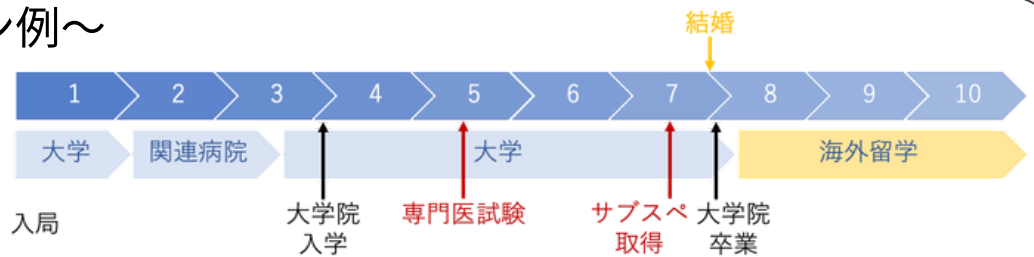 ン例～
結婚
1 2 3 4 5 6 7 8 9 10
大学 関連病院 大学 海外留学
入局
大学院
入学
専門医試験
サブスペ
取得
大学院
卒業